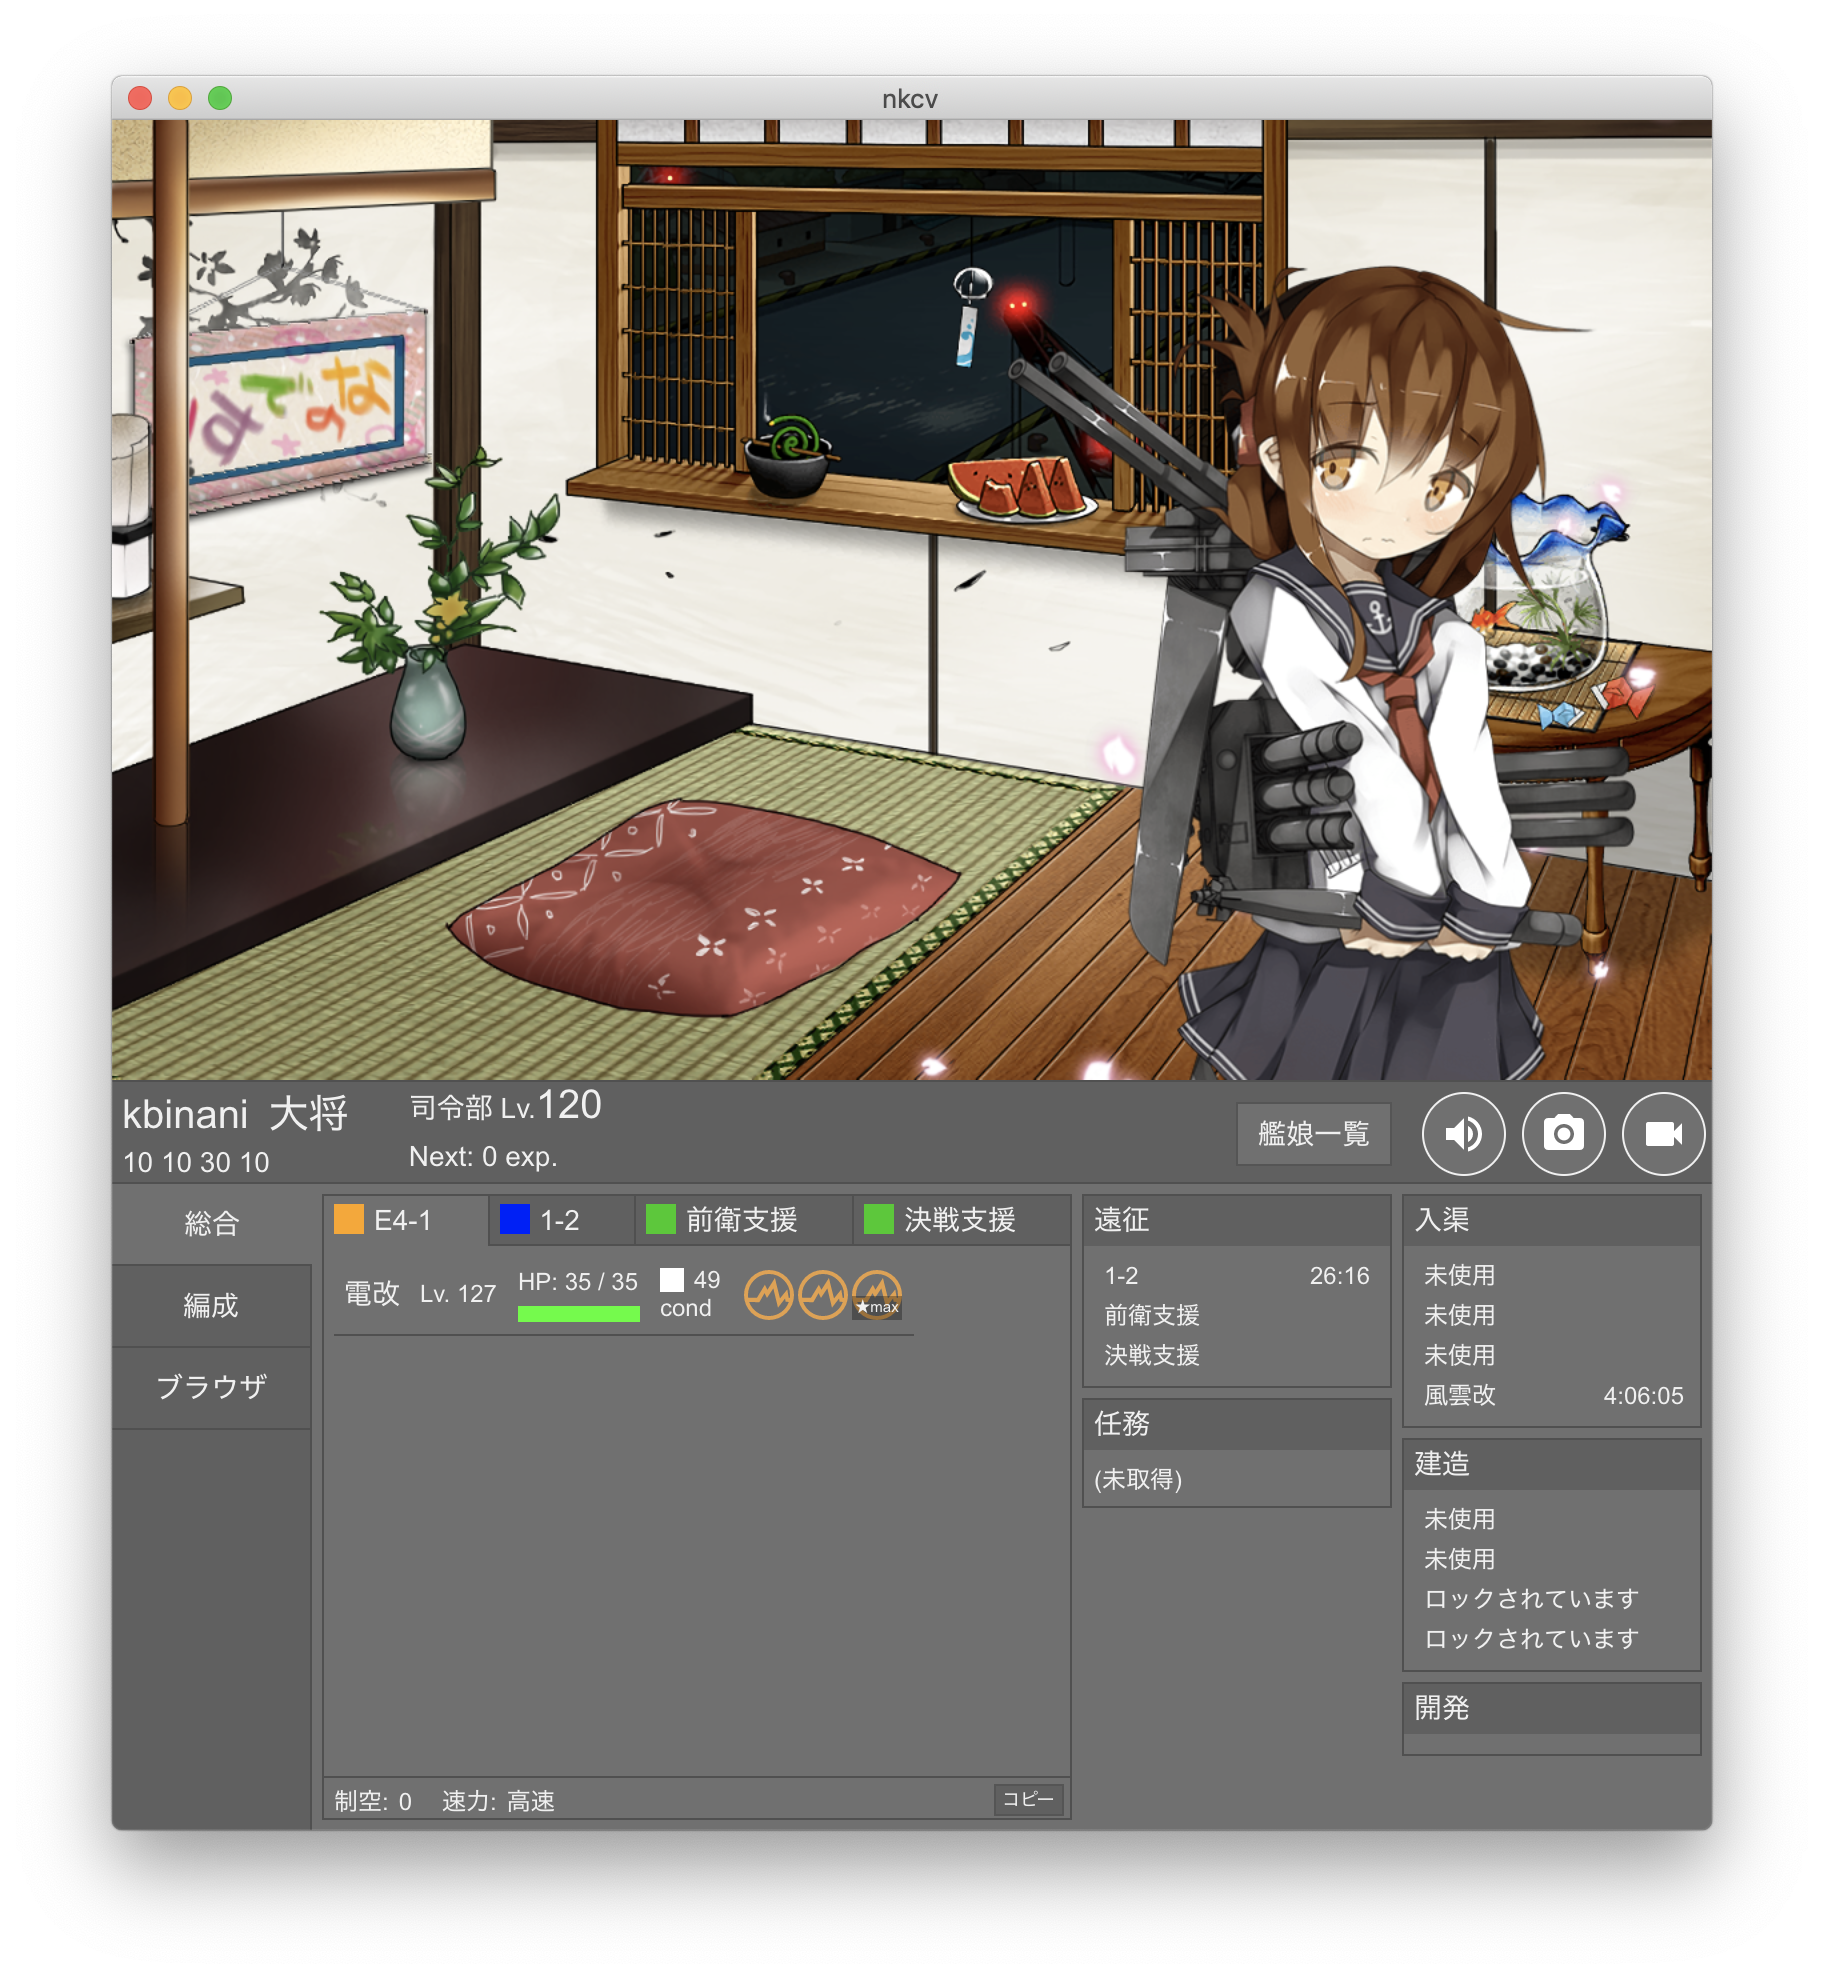 nkcv
なのです
kbinani 大将
司令部 Lv.120
10 10 30 10
Next: 0 exp.
艦娘一覧
総合
編成
ブラウザ
E4-1
1-2
前衛支援
決戦支援
電改 Lv. 127 HP: 35 / 35 49 cond ★max
制空: 0 速力: 高速
コピー
遠征
1-2 26:16
前衛支援
決戦支援
任務
(未取得)
入渠
未使用
未使用
未使用
風雲改 4:06:05
建造
未使用
未使用
ロックされています
ロックされています
開発